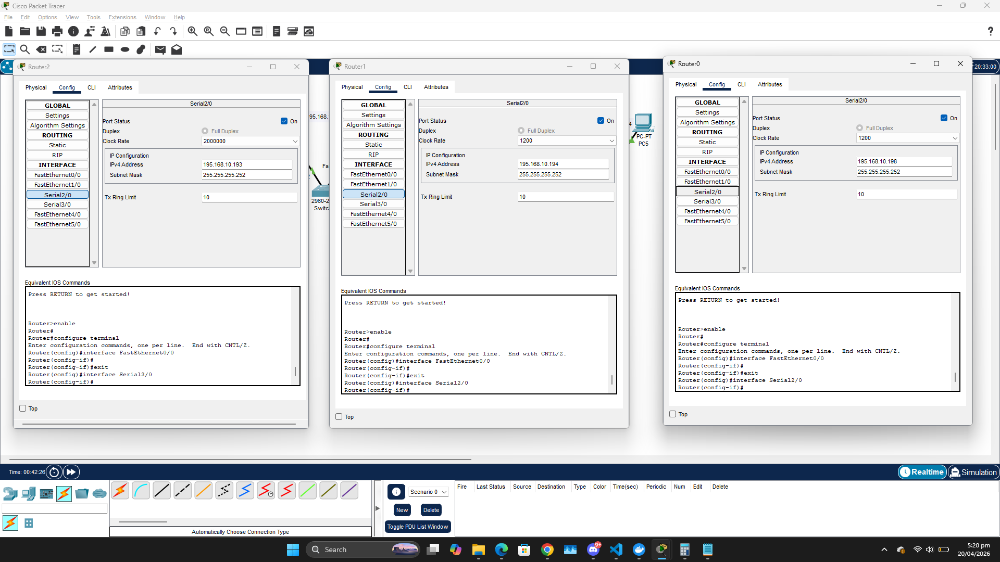 Cisco Packet Tracer
File Edit Options View Tools Extensions Window Help
20:33:00
Router2
Physical Config CLI Attributes
GLOBAL
Settings
Algorithm Settings
ROUTING
Static
RIP
INTERFACE
FastEthernet0/0
FastEthernet1/0
Serial2/0
Serial3/0
FastEthernet4/0
FastEthernet5/0
Serial2/0
Port Status On
Duplex Full Duplex
Clock Rate 2000000
IP Configuration
IPv4 Address 195.168.10.193
Subnet Mask 255.255.255.252
Tx Ring Limit 10
Equivalent IOS Commands
Press RETURN to get started!
Router>enable
Router#
Router#configure terminal
Enter configuration commands, one per line. End with CNTL/Z.
Router(config)#interface FastEthernet0/0
Router(config-if)#
Router(config-if)#exit
Router(config)#interface Serial2/0
Router(config-if)#
Top
95.168.
Fa
2960-2
Switc
Router1
Physical Config CLI Attributes
GLOBAL
Settings
Algorithm Settings
ROUTING
Static
RIP
INTERFACE
FastEthernet0/0
FastEthernet1/0
Serial2/0
Serial3/0
FastEthernet4/0
FastEthernet5/0
Serial2/0
Port Status On
Duplex Full Duplex
Clock Rate 1200
IP Configuration
IPv4 Address 195.168.10.194
Subnet Mask 255.255.255.252
Tx Ring Limit 10
Equivalent IOS Commands
Press RETURN to get started!
Router>enable
Router#
Router#configure terminal
Enter configuration commands, one per line. End with CNTL/Z.
Router(config)#interface FastEthernet0/0
Router(config-if)#
Router(config-if)#exit
Router(config)#interface Serial2/0
Router(config-if)#
Top
4
PC-PT
PC5
Router0
Physical Config CLI Attributes
GLOBAL
Settings
Algorithm Settings
ROUTING
Static
RIP
INTERFACE
FastEthernet0/0
FastEthernet1/0
Serial2/0
Serial3/0
FastEthernet4/0
FastEthernet5/0
Serial2/0
Port Status On
Duplex Full Duplex
Clock Rate 1200
IP Configuration
IPv4 Address 195.168.10.198
Subnet Mask 255.255.255.252
Tx Ring Limit 10
Equivalent IOS Commands
Press RETURN to get started!
Router>enable
Router#
Router#configure terminal
Enter configuration commands, one per line. End with CNTL/Z.
Router(config)#interface FastEthernet0/0
Router(config-if)#
Router(config-if)#exit
Router(config)#interface Serial2/0
Router(config-if)#
Top
Time: 00:42:26
Realtime Simulation
Automatically Choose Connection Type
Scenario 0
New Delete
Toggle PDU List Window
Fire Last Status Source Destination Type Color Time(sec) Periodic Num Edit Delete
Search
9+
5:20 pm
20/04/2026